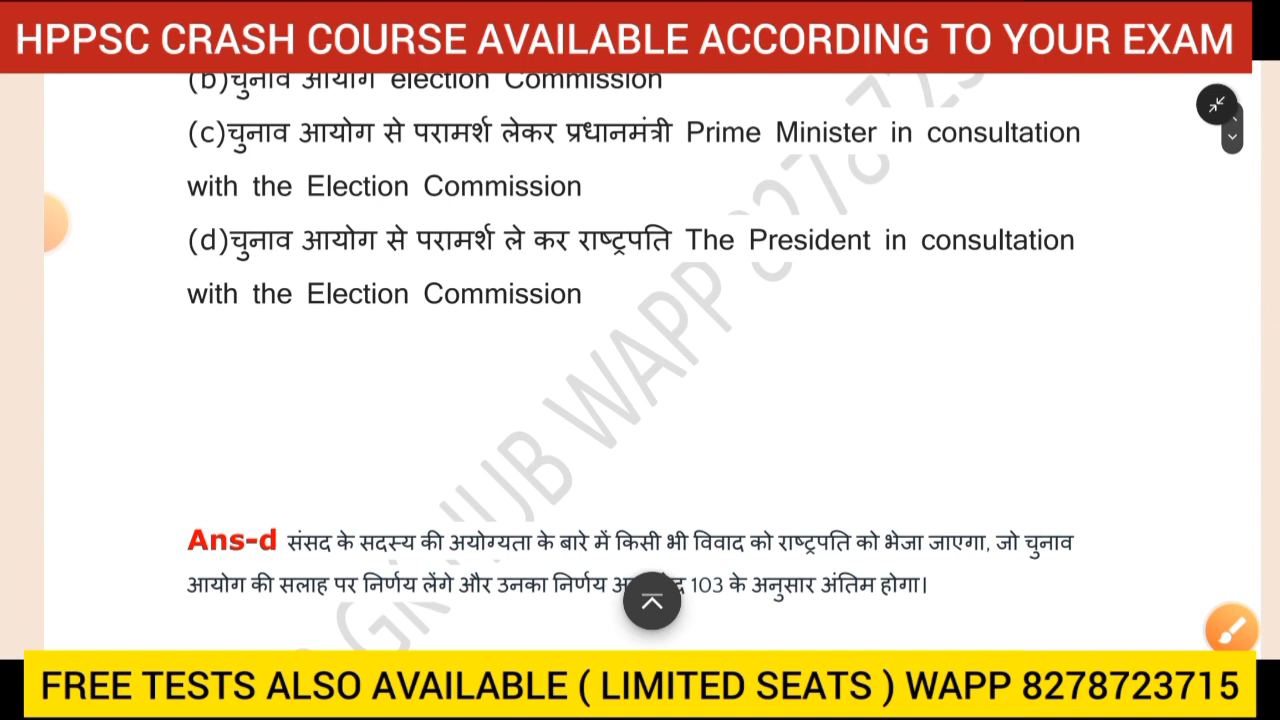 HPPSC CRASH COURSE AVAILABLE ACCORDING TO YOUR EXAM
(b)चुनाव आयोग election Commission
(c)चुनाव आयोग से परामर्श लेकर प्रधानमंत्री Prime Minister in consultation
with the Election Commission
(d)चुनाव आयोग से परामर्श ले कर राष्ट्रपति The President in consultation
with the Election Commission
Ans-d संसद के सदस्य की अयोग्यता के बारे में किसी भी विवाद को राष्ट्रपति को भेजा जाएगा, जो चुनाव
आयोग की सलाह पर निर्णय लेंगे और उनका निर्णय 103 के अनुसार अंतिम होगा।
WAPP
FREE TESTS ALSO AVAILABLE ( LIMITED SEATS ) WAPP 8278723715